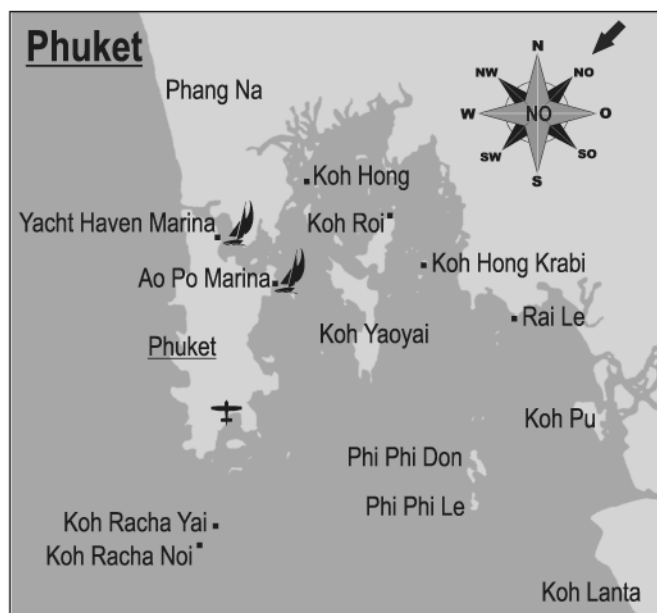 Phuket
N
NW
NO
Phang Na
W
NO
O
SW
SO
S
Koh Hong
Yacht Haven Marina
Koh Roi
Koh Hong Krabi
Ao Po Marina
Rai Le
Koh Yaoyai
Phuket
Koh Pu
Phi Phi Don
Phi Phi Le
Koh Racha Yai
Koh Racha Noi
Koh Lanta